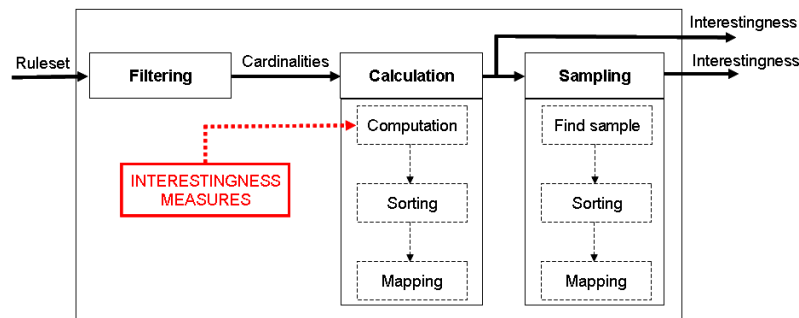 Interestingness
Ruleset
Filtering
Cardinalities
Calculation
Sampling
Interestingness
Computation
Find sample
INTERESTINGNESS
MEASURES
Sorting
Sorting
Mapping
Mapping